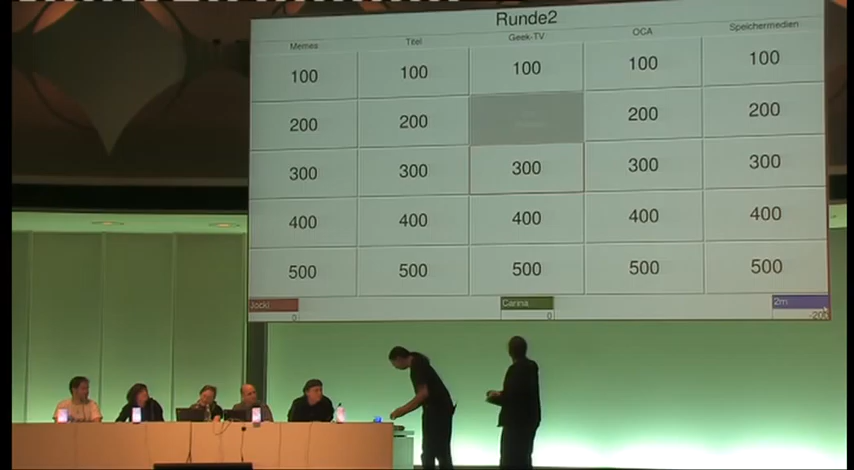 Runde2
Memes Titel Geek-TV OCA Speichermedien
100 100 100 100 100
200 200 200 200
300 300 300 300 300
400 400 400 400 400
500 500 500 500 500
Jocki Carina 2m
0 0 -200